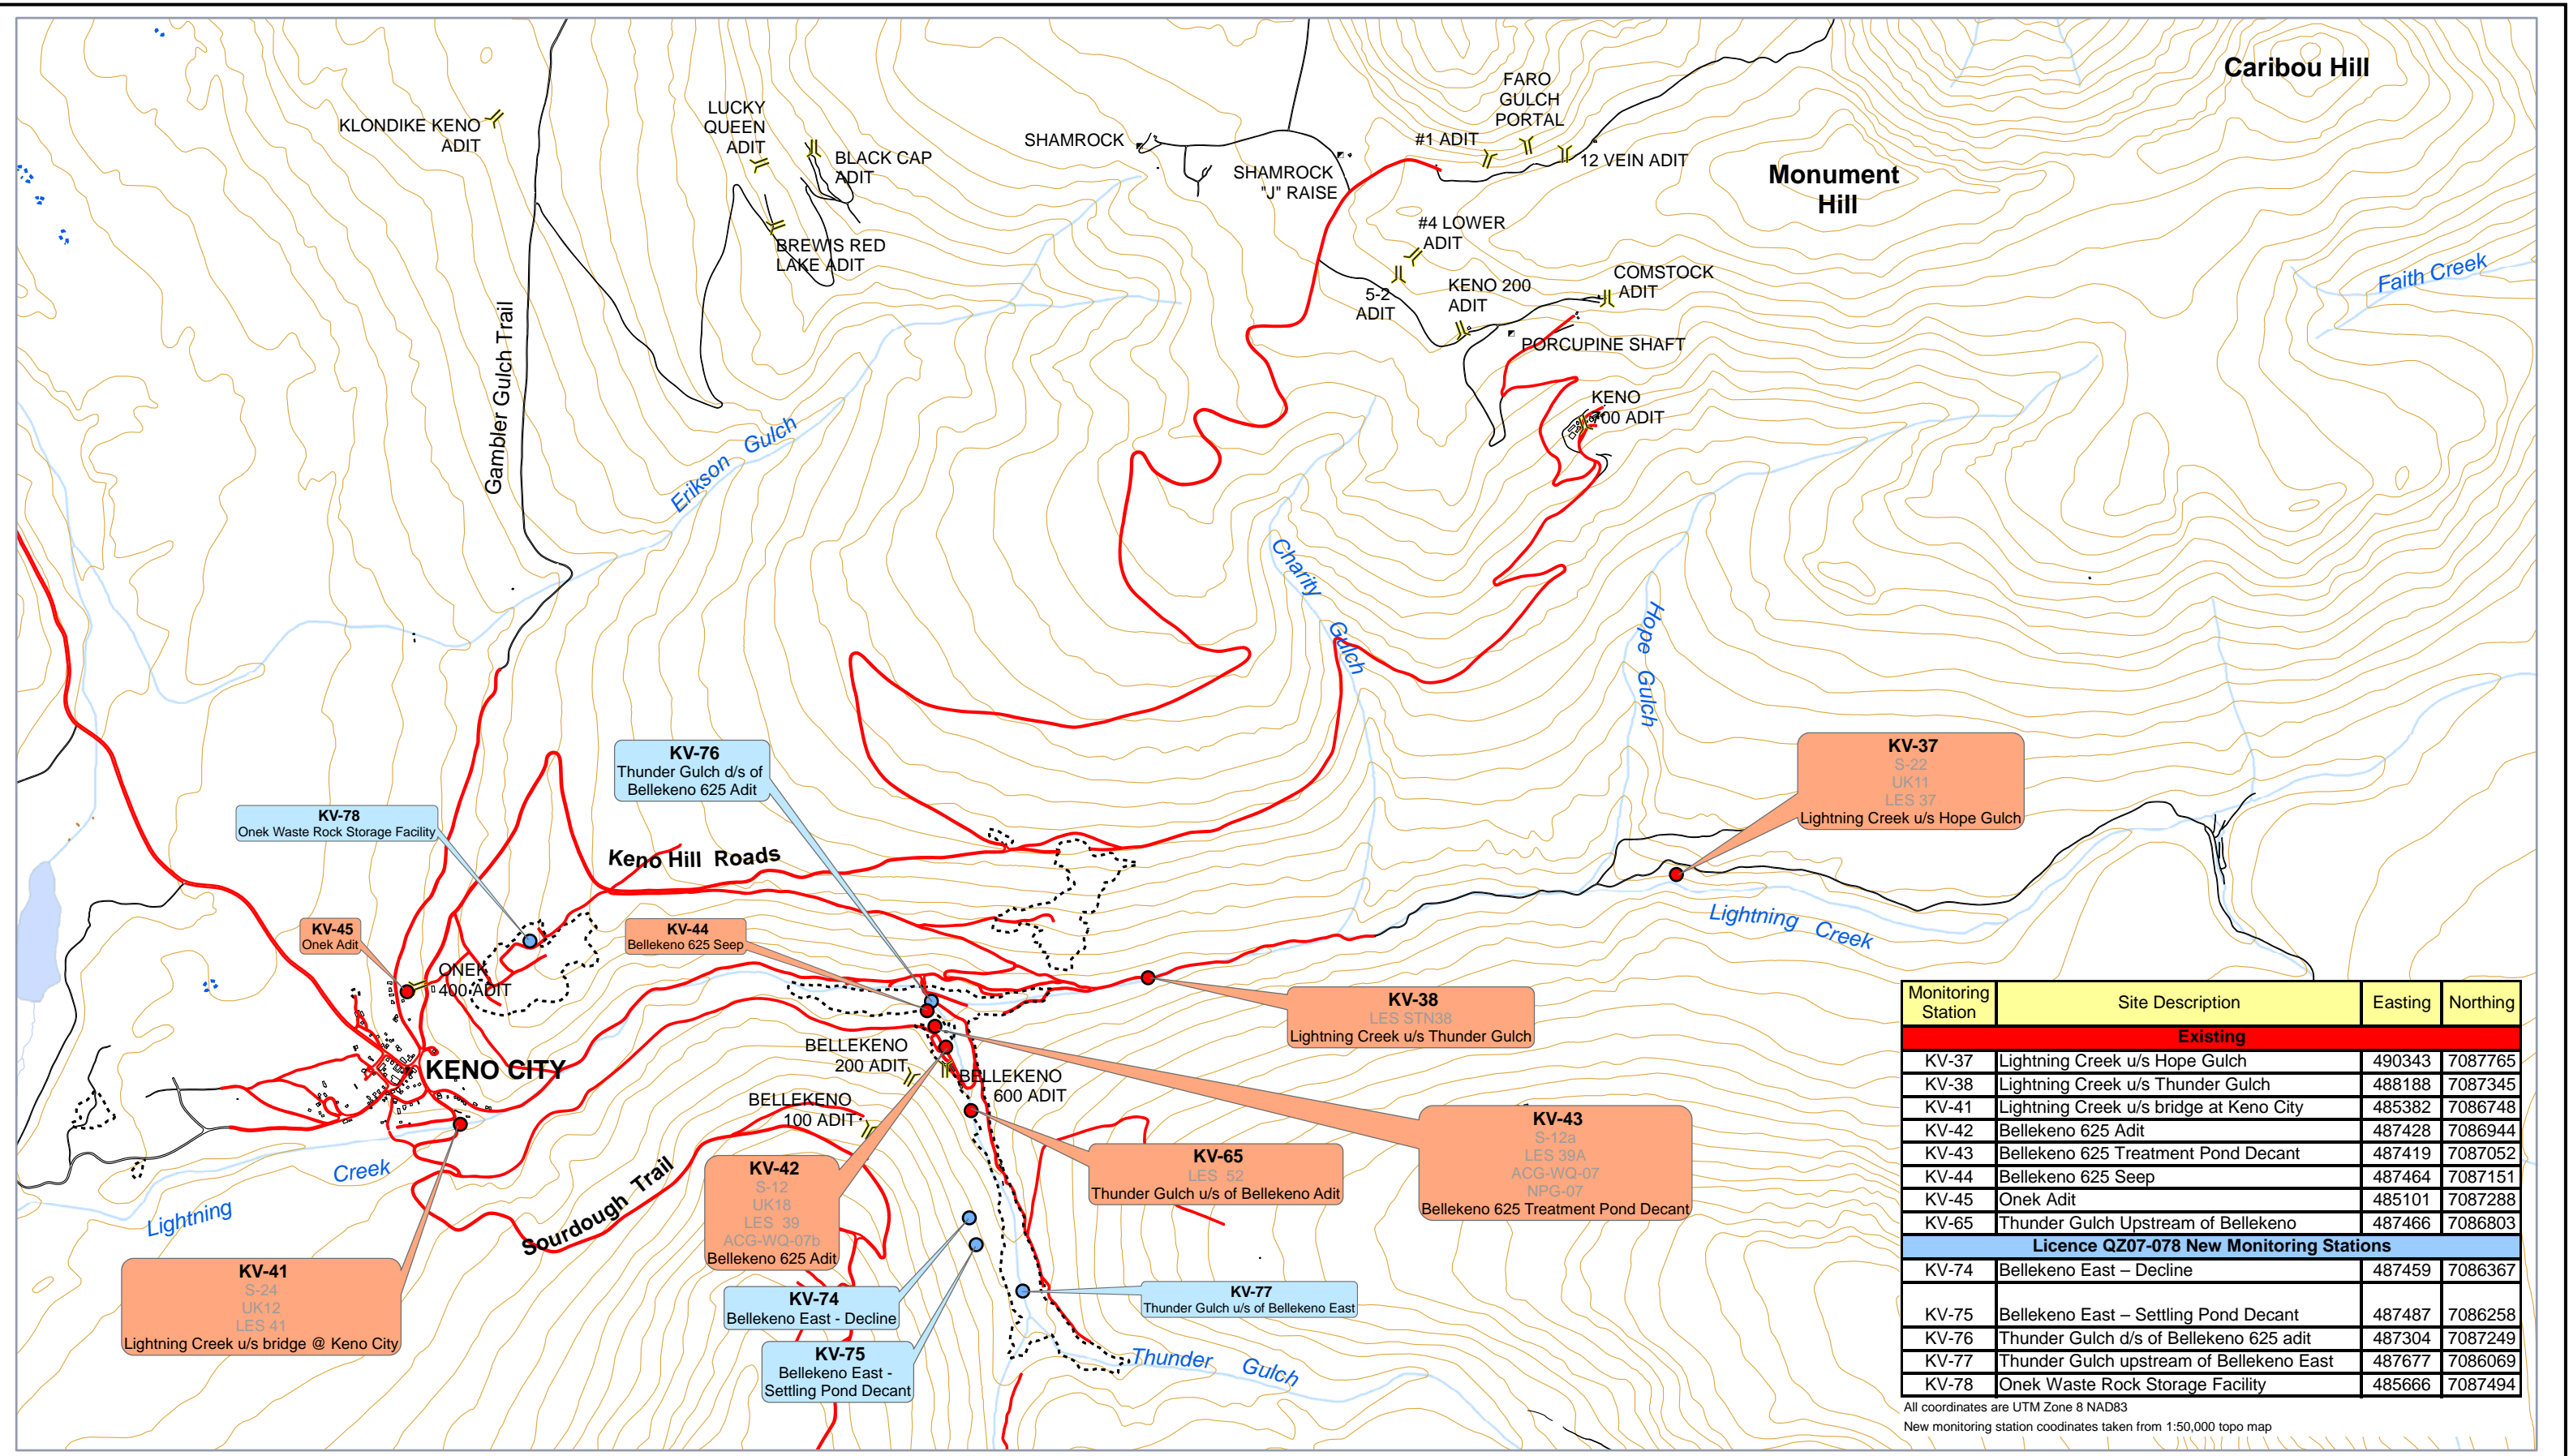 Caribou Hill
FARO
GULCH
PORTAL
LUCKY
QUEEN
ADIT
KLONDIKE KENO
ADIT
BLACK CAP
ADIT
SHAMROCK
#1 ADIT
12 VEIN ADIT
SHAMROCK
"J" RAISE
Monument
Hill
#4 LOWER
ADIT
BREWIS RED
LAKE ADIT
5-2
ADIT
KENO 200
ADIT
COMSTOCK
ADIT
Faith Creek
PORCUPINE SHAFT
Gambler Gulch Trail
KENO
700 ADIT
Erikson Gulch
Charity Gulch
Hope Gulch
KV-76
Thunder Gulch d/s of
Bellekeno 625 Adit
KV-37
S-22
UK11
LES 37
Lightning Creek u/s Hope Gulch
KV-78
Onek Waste Rock Storage Facility
Keno Hill Roads
KV-45
Onek Adit
KV-44
Bellekeno 625 Seep
Lightning Creek
ONEK
400 ADIT
KV-38
LES STN38
Lightning Creek u/s Thunder Gulch
KENO CITY
BELLEKENO
200 ADIT
BELLEKENO
600 ADIT
BELLEKENO
100 ADIT
KV-43
S-12a
LES 39A
ACG-WQ-07
NPG-07
Bellekeno 625 Treatment Pond Decant
KV-65
LES 52
Thunder Gulch u/s of Bellekeno Adit
KV-42
S-12
UK18
LES 39
ACG-WQ-07b
Bellekeno 625 Adit
Lightning Creek
Sourdough Trail
KV-41
S-24
UK12
LES 41
Lightning Creek u/s bridge @ Keno City
KV-74
Bellekeno East - Decline
KV-77
Thunder Gulch u/s of Bellekeno East
KV-75
Bellekeno East -
Settling Pond Decant
Thunder Gulch
Monitoring Station Site Description Easting Northing
Existing
KV-37 Lightning Creek u/s Hope Gulch 490343 7087765
KV-38 Lightning Creek u/s Thunder Gulch 488188 7087345
KV-41 Lightning Creek u/s bridge at Keno City 485382 7086748
KV-42 Bellekeno 625 Adit 487428 7086944
KV-43 Bellekeno 625 Treatment Pond Decant 487419 7087052
KV-44 Bellekeno 625 Seep 487464 7087151
KV-45 Onek Adit 485101 7087288
KV-65 Thunder Gulch Upstream of Bellekeno 487466 7086803
Licence QZ07-078 New Monitoring Stations
KV-74 Bellekeno East – Decline 487459 7086367
KV-75 Bellekeno East – Settling Pond Decant 487487 7086258
KV-76 Thunder Gulch d/s of Bellekeno 625 adit 487304 7087249
KV-77 Thunder Gulch upstream of Bellekeno East 487677 7086069
KV-78 Onek Waste Rock Storage Facility 485666 7087494
All coordinates are UTM Zone 8 NAD83
New monitoring station coodinates taken from 1:50,000 topo map